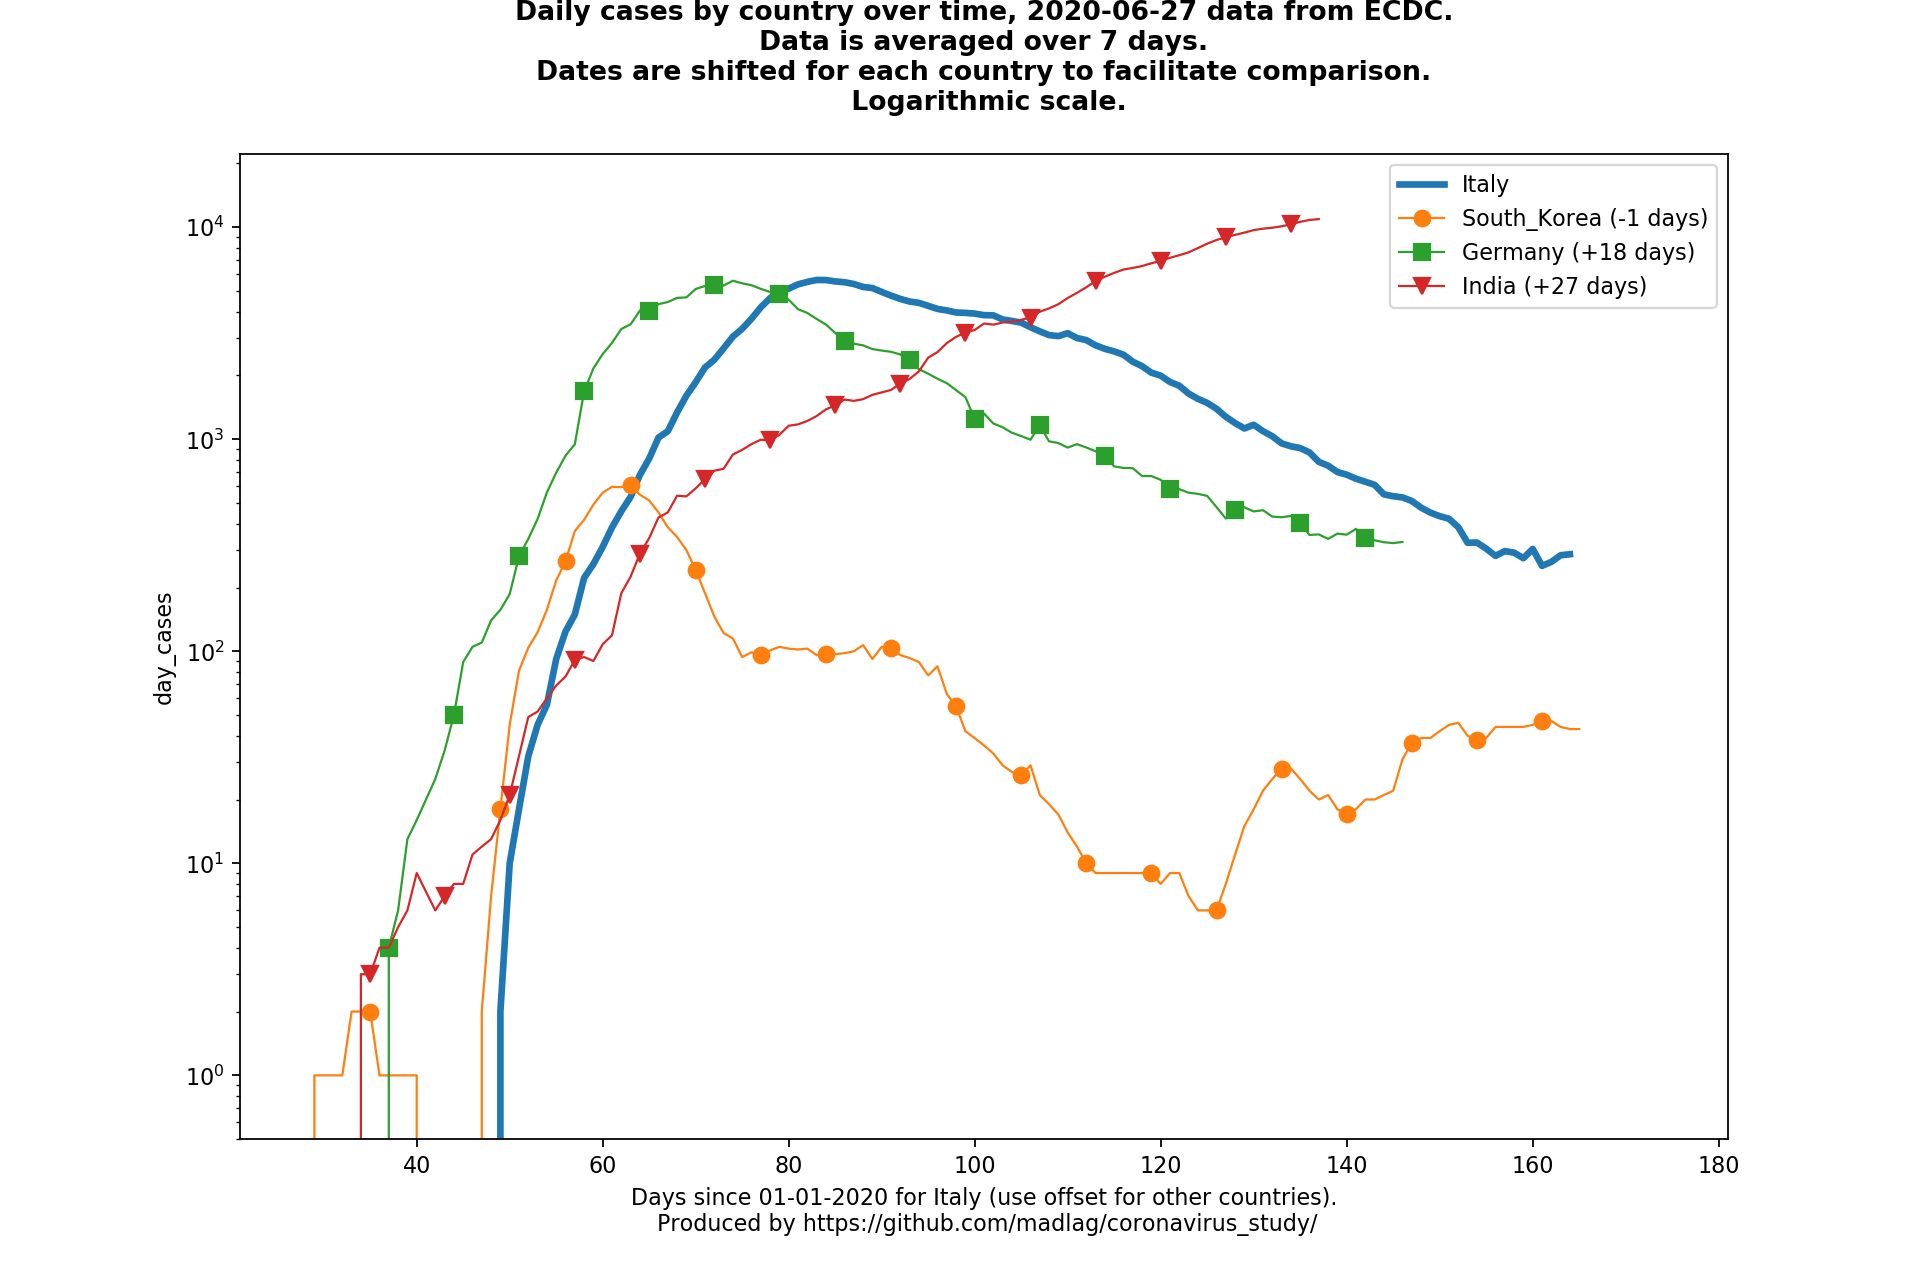 Daily cases by country over time, 2020-06-27 data from ECDC.
Data is averaged over 7 days.
Dates are shifted for each country to facilitate comparison.
Logarithmic scale.
Italy
South_Korea (-1 days)
Germany (+18 days)
India (+27 days)
10⁴
10³
10²
10¹
10⁰
day_cases
40 60 80 100 120 140 160 180
Days since 01-01-2020 for Italy (use offset for other countries).
Produced by https://github.com/madlag/coronavirus_study/